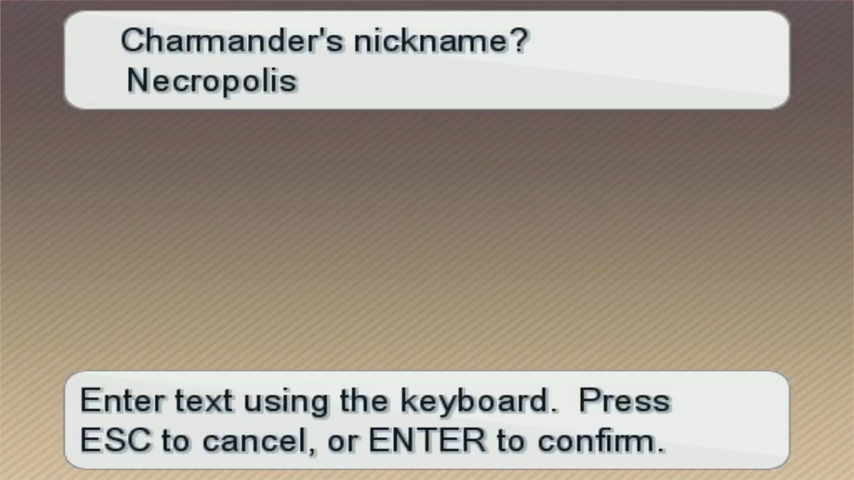 Charmander's nickname?
Necropolis
Enter text using the keyboard.  Press
ESC to cancel, or ENTER to confirm.